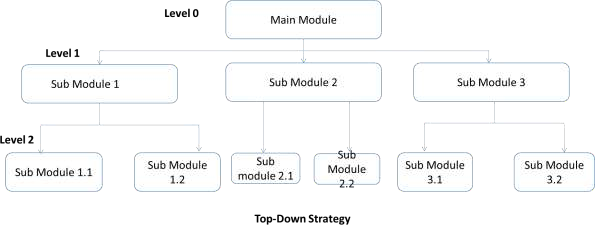 Level 0
Main Module
Level 1
Sub Module 1
Sub Module 2
Sub Module 3
Level 2
Sub Module 1.1
Sub Module
1.2
Sub
module 2.1
Sub
Module
2.2
Sub Module
3.1
Sub Module
3.2
Top-Down Strategy